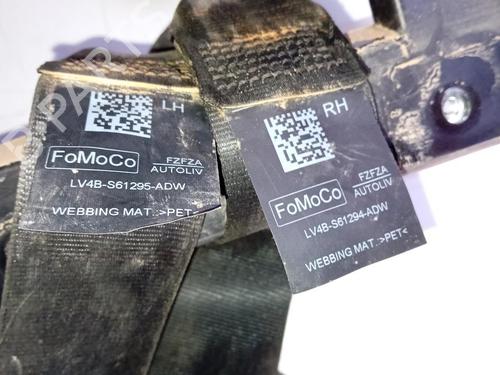 LH
FoMoCo
FZFZA
AUTOLIV
LV4B-S61295-ADW
WEBBING MAT.:>PET<
RH
FoMoCo
FZFZA
AUTOLIV
LV4B-S61294-ADW
WEBBING MAT.:>PET<